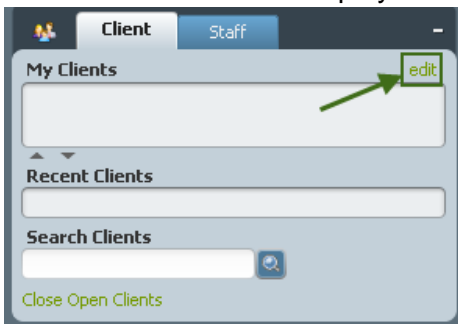 Client Staff
My Clients edit
Recent Clients
Search Clients
Close Open Clients